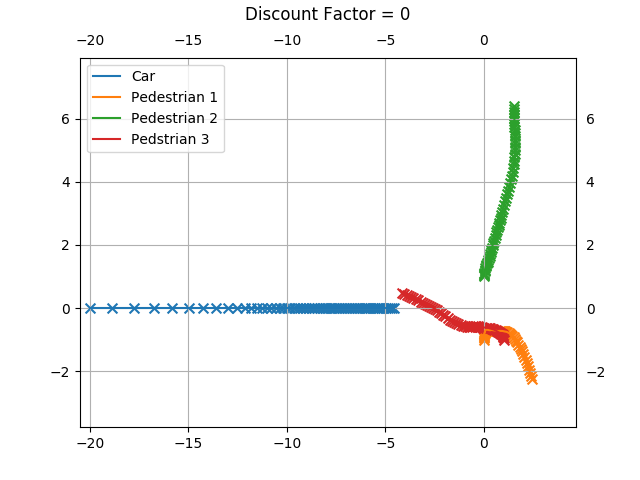 Discount Factor = 0
−20 −15 −10 −5 0
Car
Pedestrian 1
Pedestrian 2
Pedstrian 3
6 6
4 4
2 2
0 0
−2 −2
−20 −15 −10 −5 0